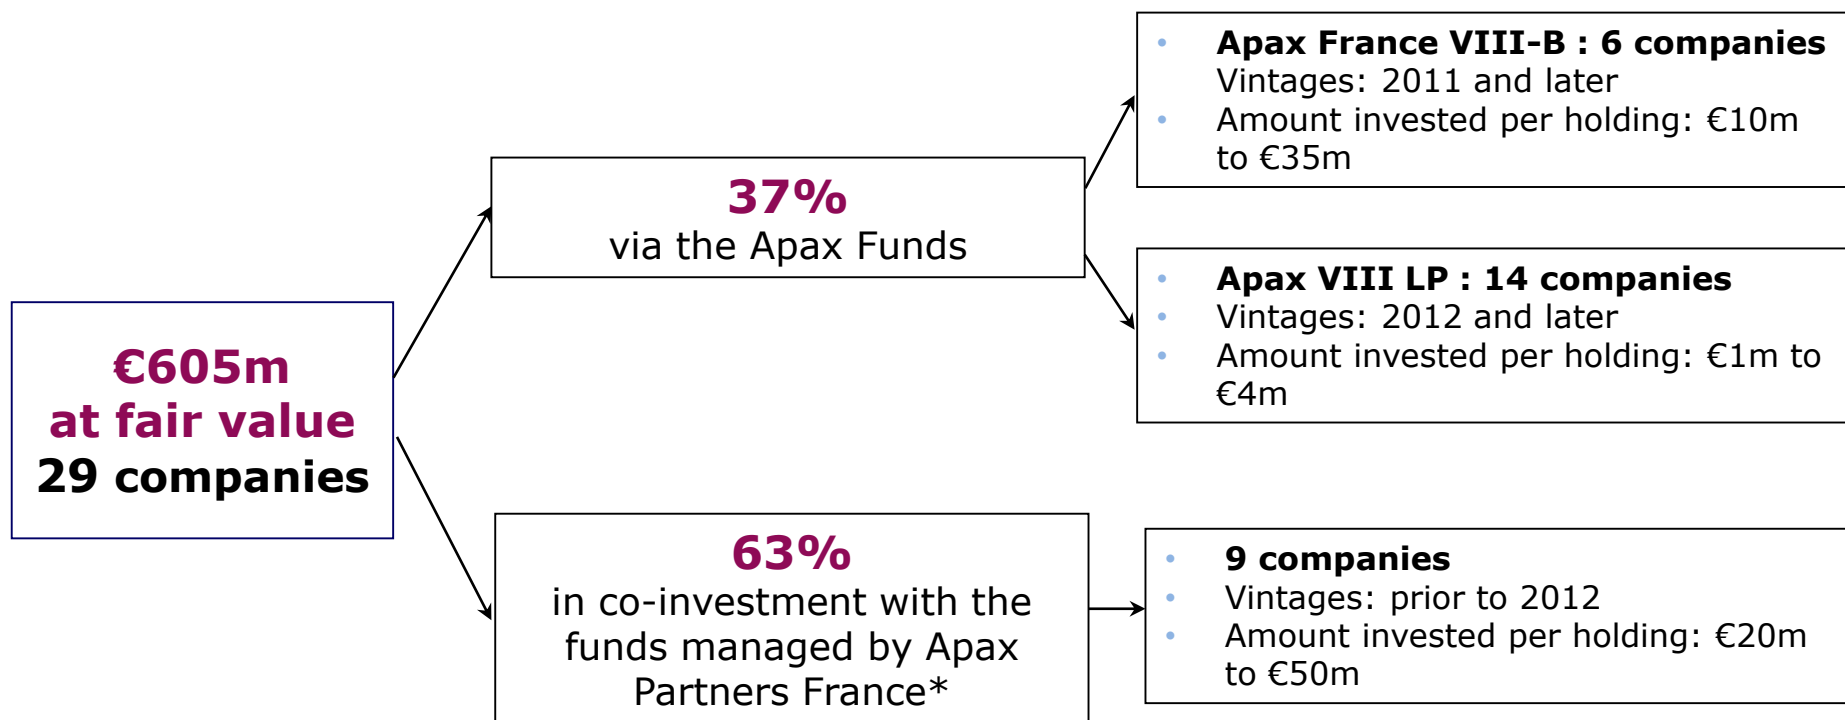 €605m
at fair value
29 companies
37%
via the Apax Funds
• Apax France VIII-B : 6 companies
Vintages: 2011 and later
• Amount invested per holding: €10m
to €35m
• Apax VIII LP : 14 companies
• Vintages: 2012 and later
• Amount invested per holding: €1m to
€4m
63%
in co-investment with the
funds managed by Apax
Partners France*
• 9 companies
• Vintages: prior to 2012
• Amount invested per holding: €20m
to €50m